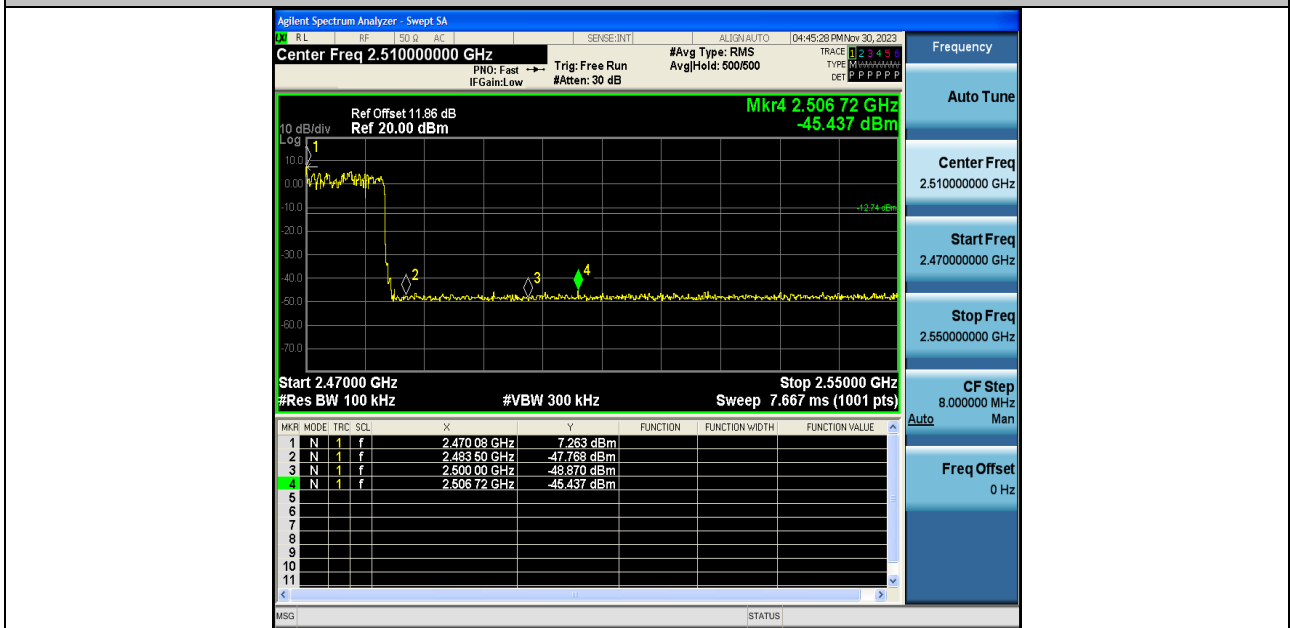 Agilent Spectrum Analyzer - Swept SA
RL RF 50 Ω AC SENSE:INT ALIGN AUTO 04:45:28 PM Nov 30, 2023
Center Freq 2.510000000 GHz
PNO: Fast
IFGain:Low
Trig: Free Run
#Atten: 30 dB
#Avg Type: RMS
Avg|Hold: 500/500
TRACE 1 2 3 4 5 6
TYPE M
DET P P P P P P
Mkr4 2.506 72 GHz
-45.437 dBm
Ref Offset 11.86 dB
10 dB/div Ref 20.00 dBm
Log
10.0
0.00
-10.0
-20.0
-30.0
-40.0
-50.0
-60.0
-70.0
1
2
3
4
-12.74 dBm
Start 2.47000 GHz Stop 2.55000 GHz
#Res BW 100 kHz #VBW 300 kHz Sweep 7.667 ms (1001 pts)
MKR MODE TRC SCL X Y FUNCTION FUNCTION WIDTH FUNCTION VALUE
1 N 1 f 2.470 08 GHz 7.263 dBm
2 N 1 f 2.483 50 GHz -47.768 dBm
3 N 1 f 2.500 00 GHz -48.870 dBm
4 N 1 f 2.506 72 GHz -45.437 dBm
5
6
7
8
9
10
11
MSG STATUS
Frequency
Auto Tune
Center Freq
2.510000000 GHz
Start Freq
2.470000000 GHz
Stop Freq
2.550000000 GHz
CF Step
8.000000 MHz
Auto Man
Freq Offset
0 Hz